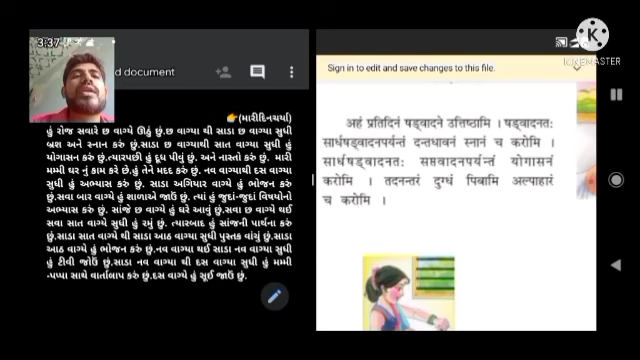 3:37
d document
👉(મારીદિનચર્યા)
હું રોજ સવારે છ વાગ્યે ઊઠું છું.છ વાગ્યા થી સાડા છ વાગ્યા સુધી
બ્રશ અને સ્નાન કરું છું.સાડા છ વાગ્યાથી સાત વાગ્યા સુધી હું
યોગાસન કરું છું.ત્યારપછી હું દૂધ પીવું છું. અને નાસ્તો કરું છું. મારી
મમ્મી ઘર નું કામ કરે છે.હું તેને મદદ કરું છું. નવ વાગ્યાથી દસ વાગ્યા
સુધી હું અભ્યાસ કરું છું. સાડા અગિયાર વાગ્યે હું ભોજન કરું
છું.સવા બાર વાગ્યે હું શાળાએ જાઉં છું. ત્યાં હું જુદાં-જુદાં વિષયોનો
અભ્યાસ કરું છું. સાંજે છ વાગ્યે હું ઘરે આવું છું.સવા છ વાગ્યે થઈ
સવા સાત વાગ્યે સુધી હું રમું છું. ત્યારબાદ હું સાંજની પ્રાર્થના કરું
છું.સાડા સાત વાગ્યે થી સાડા આઠ વાગ્યા સુધી પુસ્તક વાંચું છું.સાડા
આઠ વાગ્યે હું ભોજન કરું છું.નવ વાગ્યા થઈ સાડા નવ વાગ્યા સુધી
હું ટીવી જોઉં છું.સાડા નવ વાગ્યા થી દસ વાગ્યા સુધી હું મમ્મી
-પપ્પા સાથે વાર્તાલાપ કરું છું.દસ વાગ્યે હું સૂઈ જાઉં છું.
Sign in to edit and save changes to this file.
अहं प्रतिदिनं षड्वादने उत्तिष्ठामि । षड्वादनतः
सार्धषड्वादनपर्यन्तं दन्तधावनं स्नानं च करोमि ।
सार्धषड्वादनतः सप्तवादनपर्यन्तं योगासनं
करोमि । तदनन्तरं दुग्धं पिबामि अल्पाहारं
च करोमि ।
K
KINEMASTER